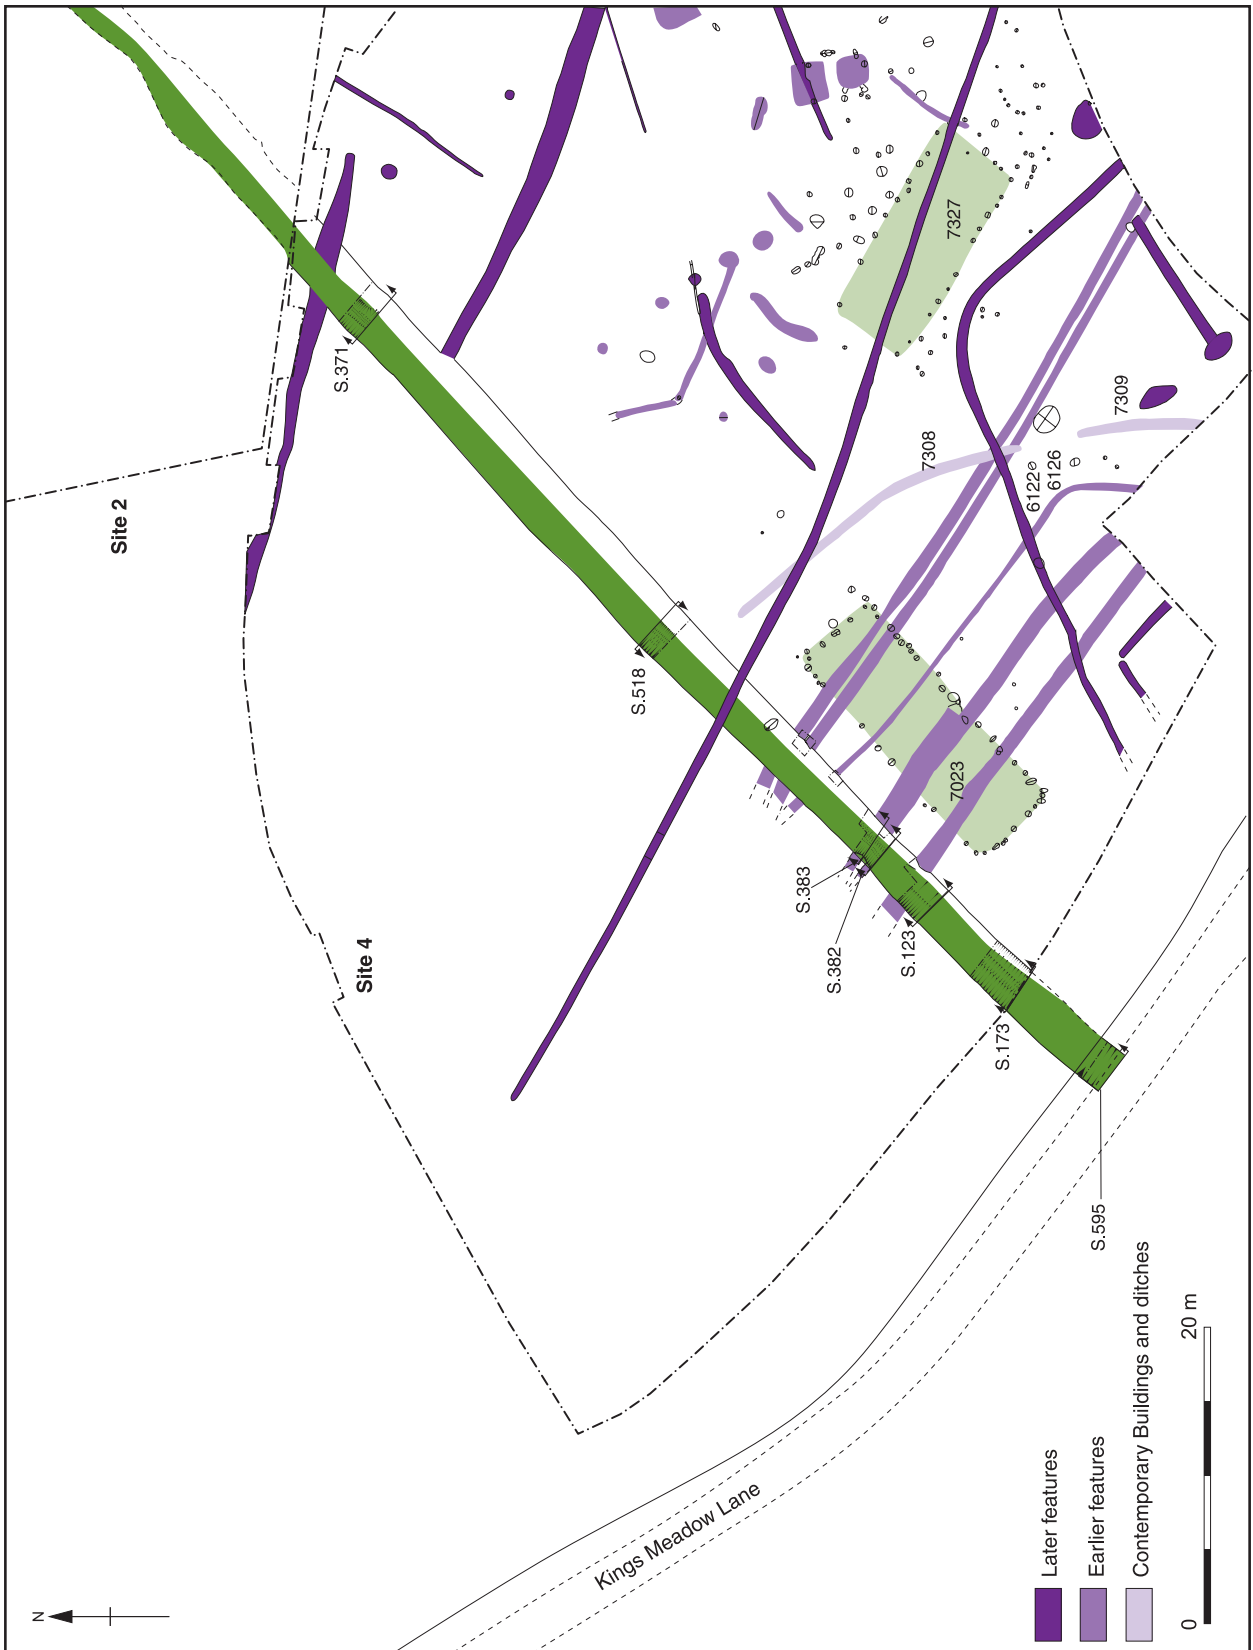 N
Site 2
Site 4
S.371
S.518
S.383
S.382
S.123
S.173
S.595
7327
7308
7309
6122
6126
7023
Kings Meadow Lane
Later features
Earlier features
Contemporary Buildings and ditches
0
20 m